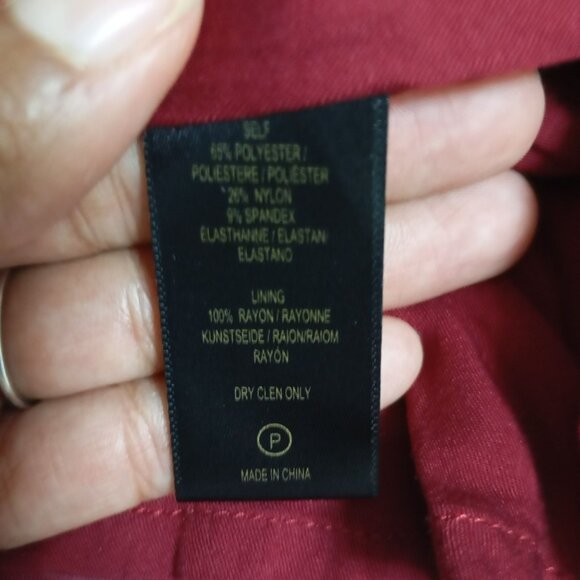 SELF
65% POLYESTER /
POLIESTERE / POLIÉSTER
26% NYLON
9% SPANDEX
ELASTHANNE / ELASTAN
ELASTANO
LINING
100% RAYON / RAYONNE
KUNSTSEIDE / RAION/RAIOM
RAYÓN
DRY CLEN ONLY
P
MADE IN CHINA